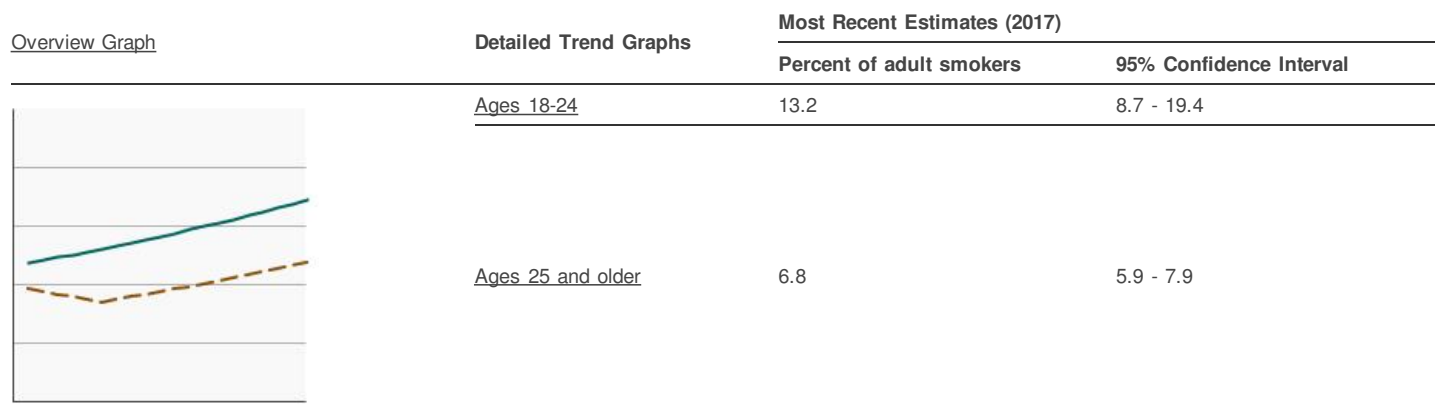 Overview Graph
Detailed Trend Graphs
Most Recent Estimates (2017)
Percent of adult smokers
95% Confidence Interval
Ages 18-24
13.2
8.7 - 19.4
Ages 25 and older
6.8
5.9 - 7.9